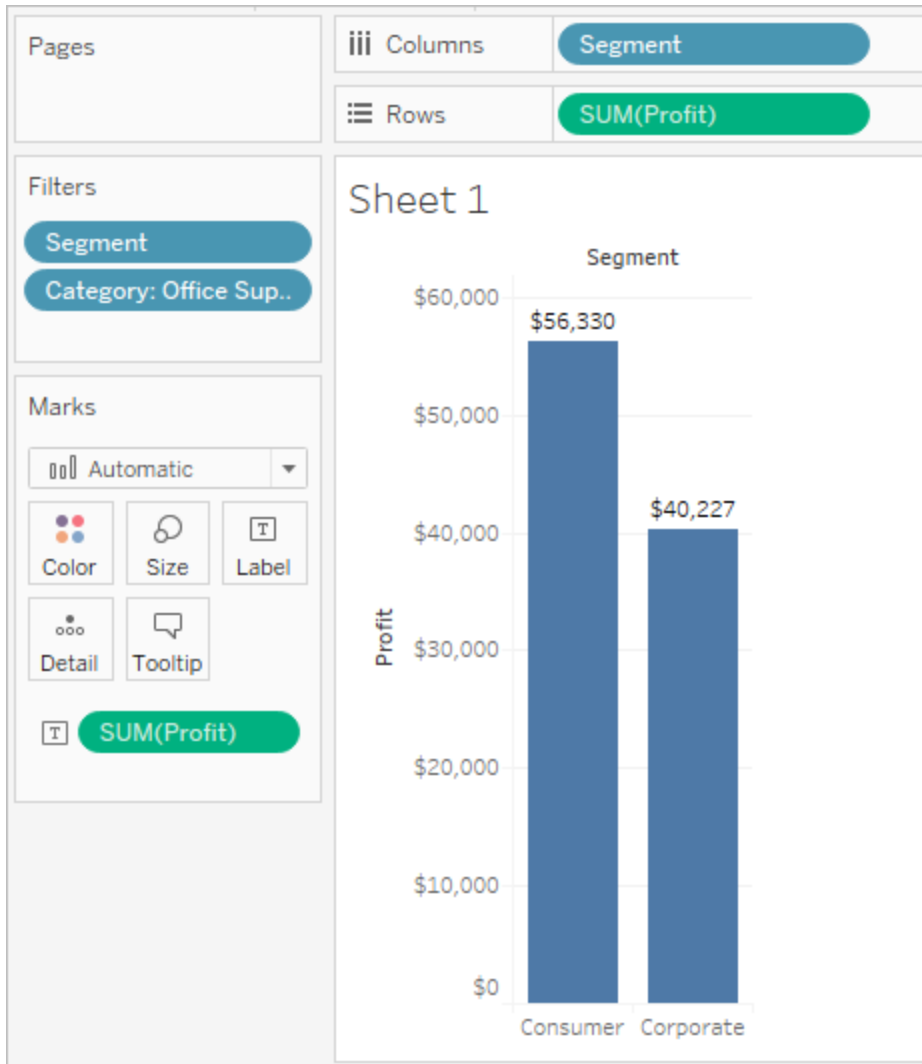 Pages
Columns
Segment
Rows
SUM(Profit)
Filters
Segment
Category: Office Sup..
Marks
Automatic
Color
Size
T
Label
Detail
Tooltip
T
SUM(Profit)
Sheet 1
Segment
Profit
$60,000
$50,000
$40,000
$30,000
$20,000
$10,000
$0
$56,330
$40,227
Consumer Corporate